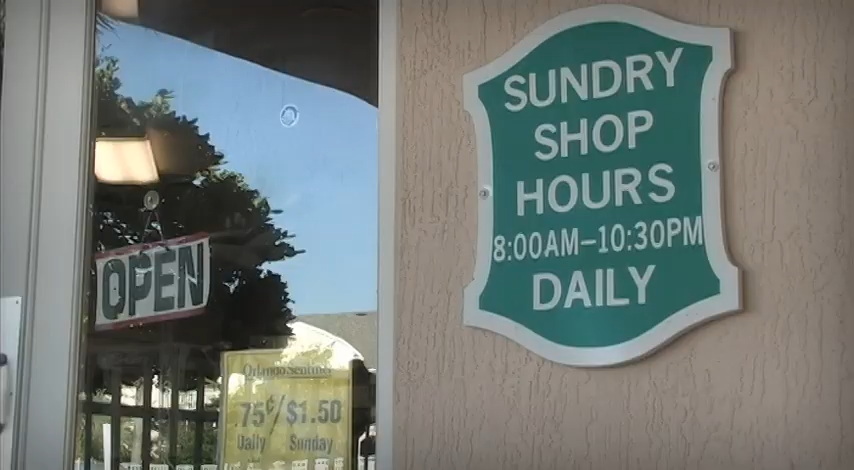 SUNDRY
SHOP
HOURS
8:00AM–10:30PM
DAILY
OPEN
Orlando Sentinel
.75¢/$1.50
Daily Sunday